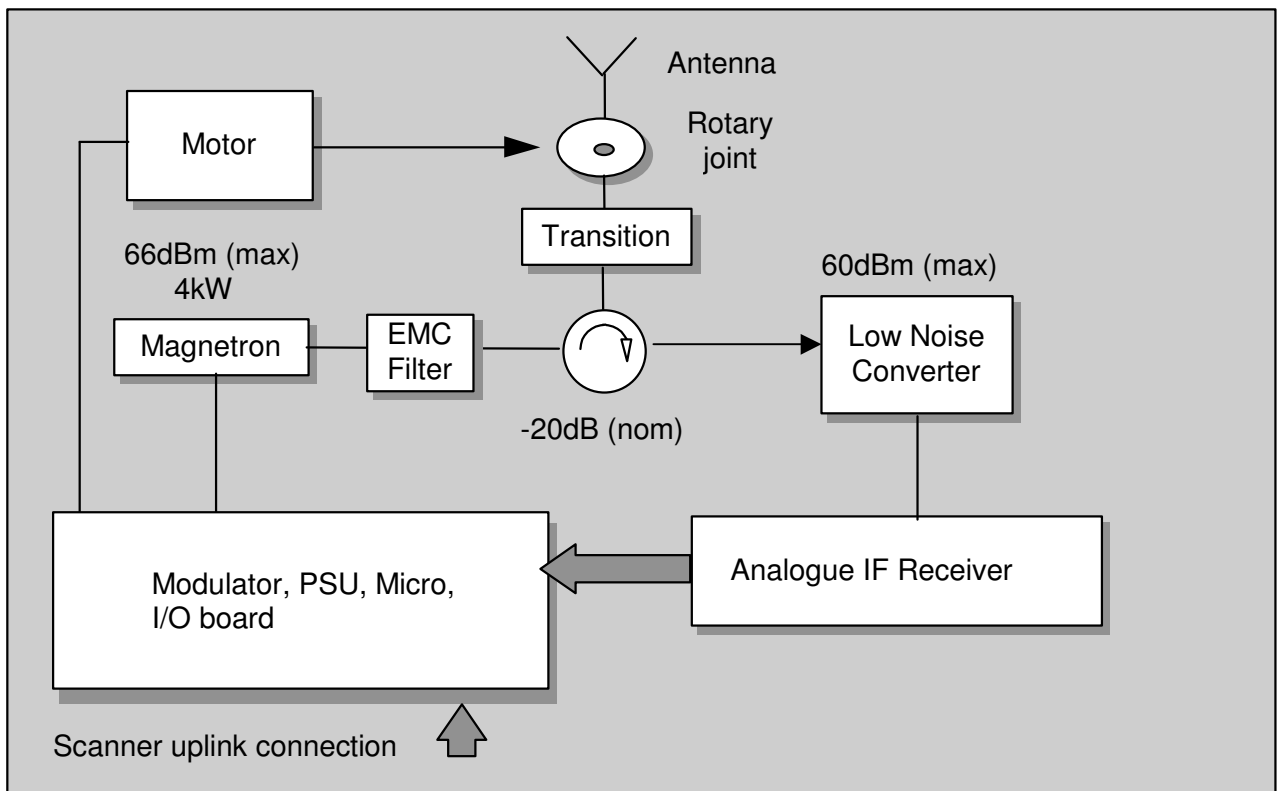 Antenna
Motor
Rotary
joint
Transition
66dBm (max)
4kW
60dBm (max)
Magnetron
EMC
Filter
Low Noise
Converter
-20dB (nom)
Modulator, PSU, Micro,
I/O board
Analogue IF Receiver
Scanner uplink connection